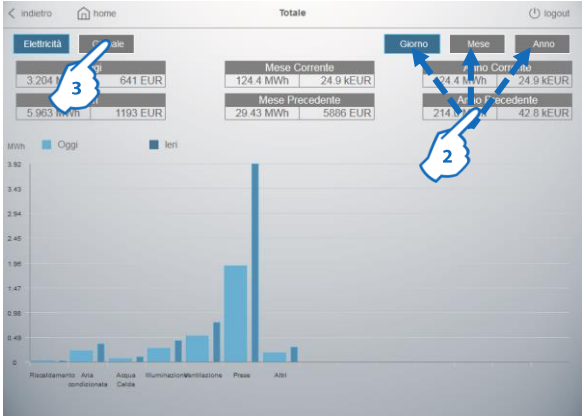 indietro home Totale logout
Elettricità Giorno Mese Anno
Mese Corrente
3.204 641 EUR 124.4 MWh 24.9 kEUR MWh 24.9 kEUR
Mese Precedente
5.963 MWh 1193 EUR 29.43 MWh 5886 EUR 42.8 kEUR
3
2
MWh Oggi Ieri
3.92
3.43
2.94
2.45
1.96
1.47
0.98
0.49
0
Riscaldamento Aria condizionata Acqua Calda Illuminazione Ventilazione Prese Altri